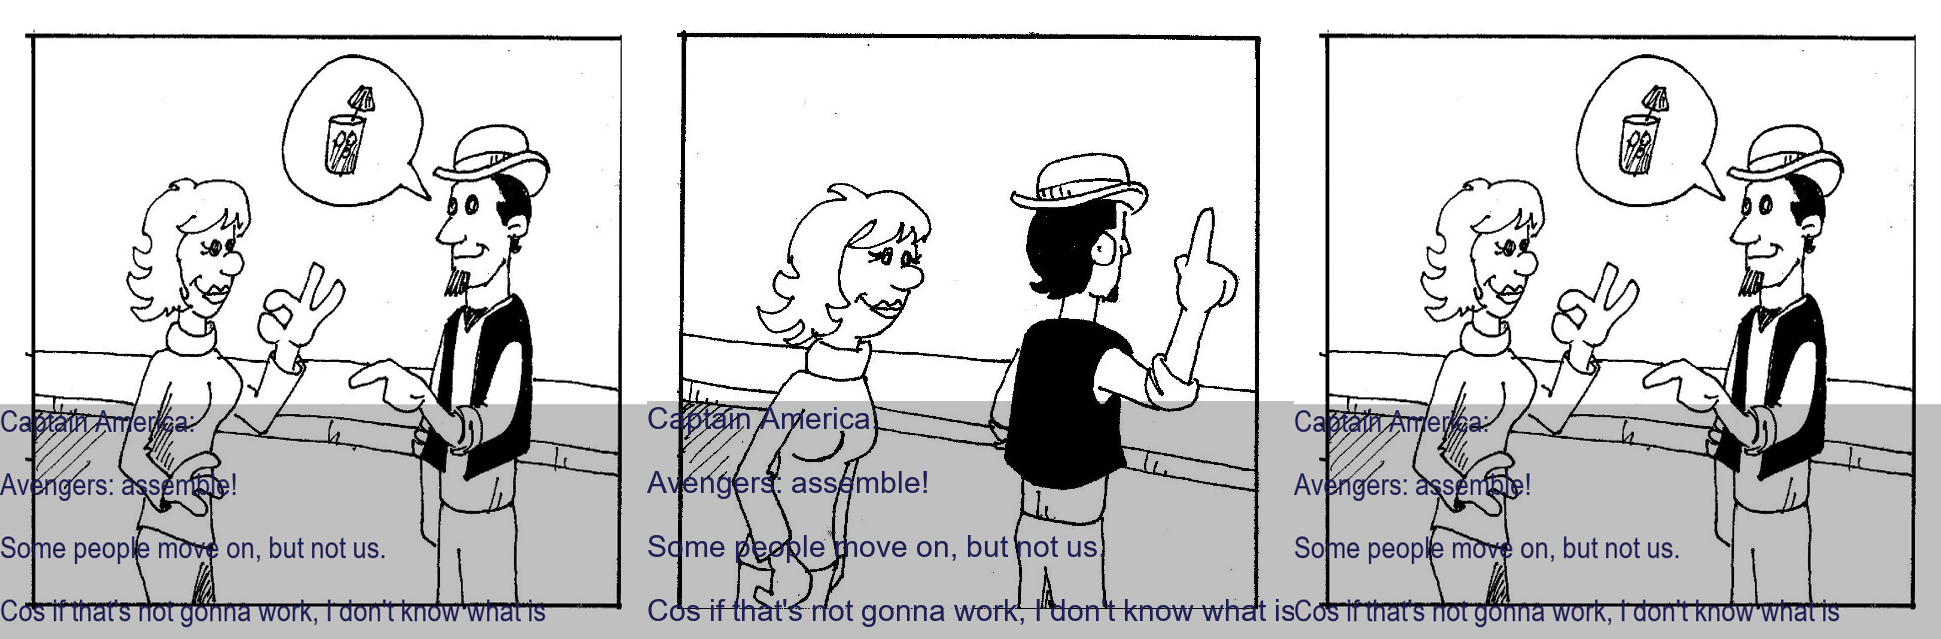 Captain America:
Avengers: assemble!
Some people move on, but not us.
Cos if that's not gonna work, I don't know what is
Captain America:
Avengers: assemble!
Some people move on, but not us.
Cos if that's not gonna work, I don't know what is
Captain America:
Avengers: assemble!
Some people move on, but not us.
Cos if that's not gonna work, I don't know what is